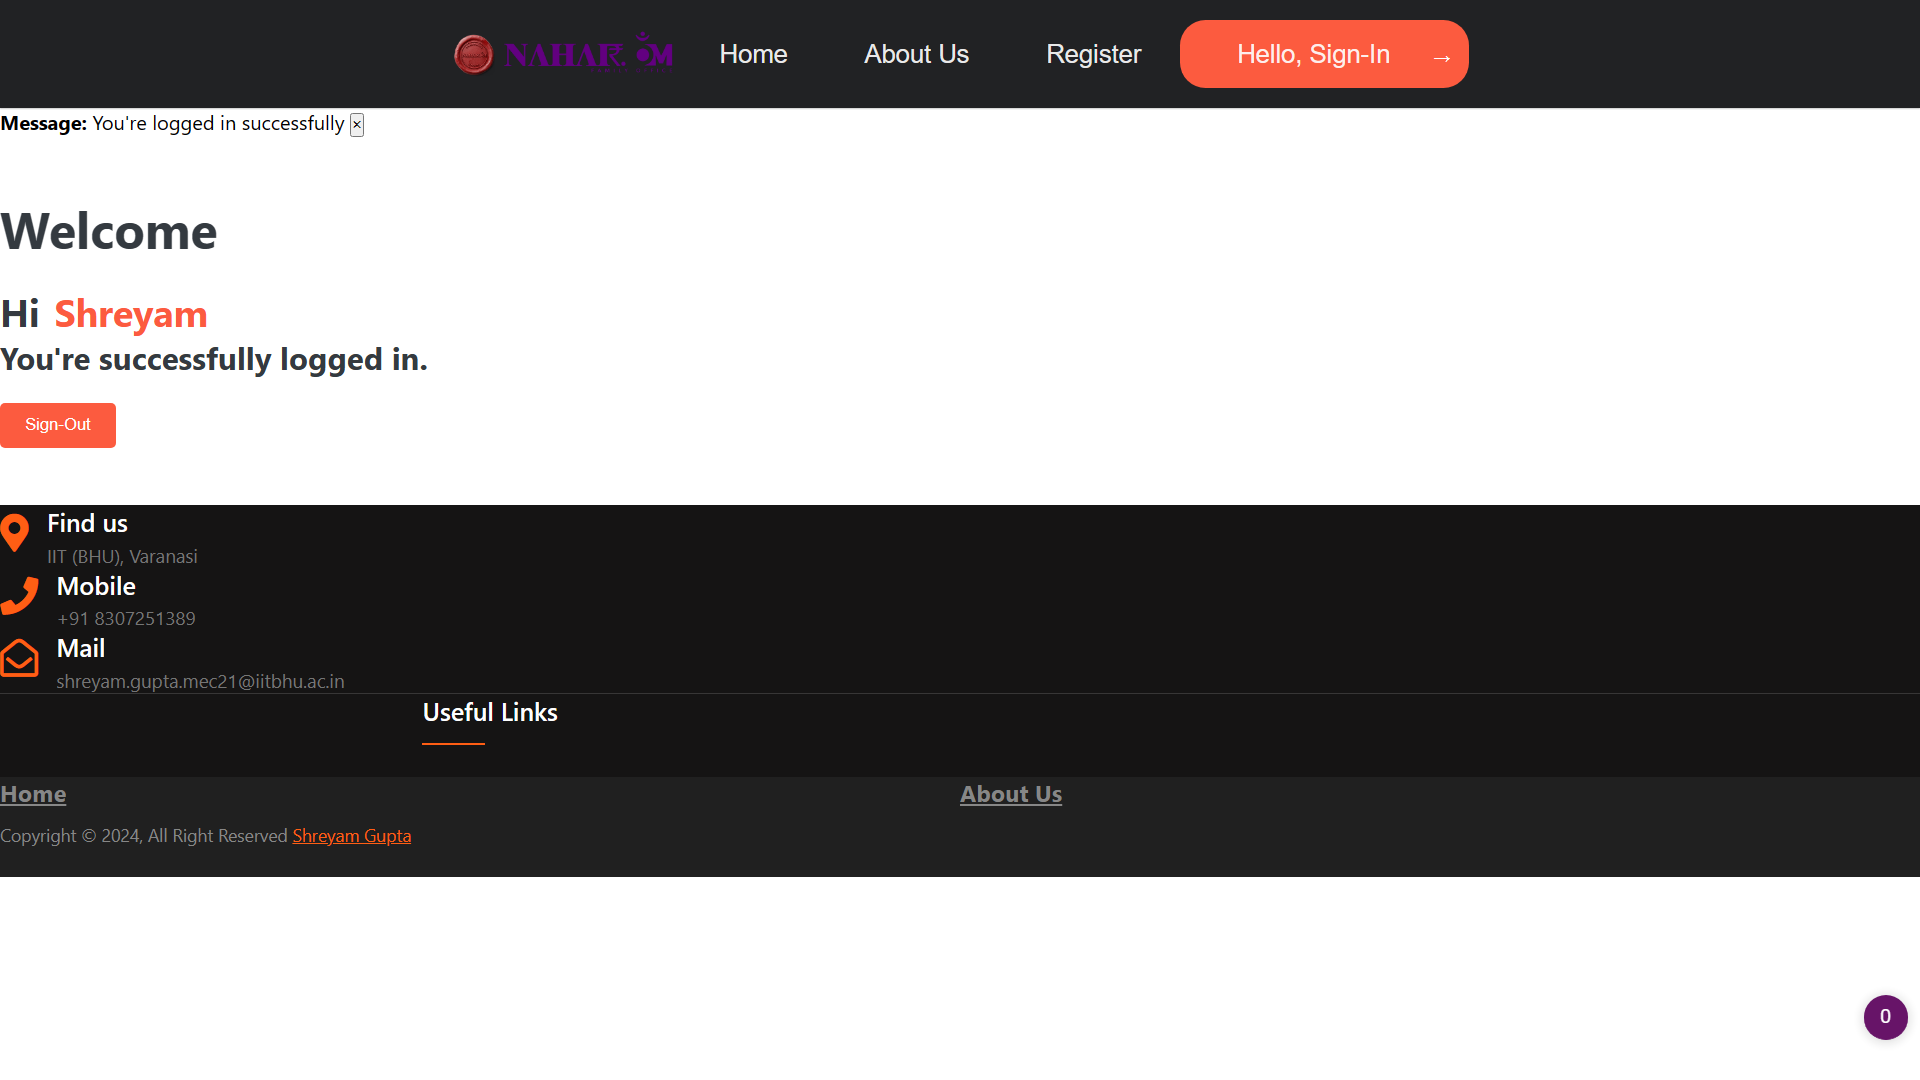 NAHAR ॐM
Home
About Us
Register
Hello, Sign-In →
Message: You're logged in successfully ×
Welcome
Hi Shreyam
You're successfully logged in.
Sign-Out
Find us
IIT (BHU), Varanasi
Mobile
+91 8307251389
Mail
shreyam.gupta.mec21@iitbhu.ac.in
Useful Links
Home
About Us
Copyright © 2024, All Right Reserved Shreyam Gupta
0